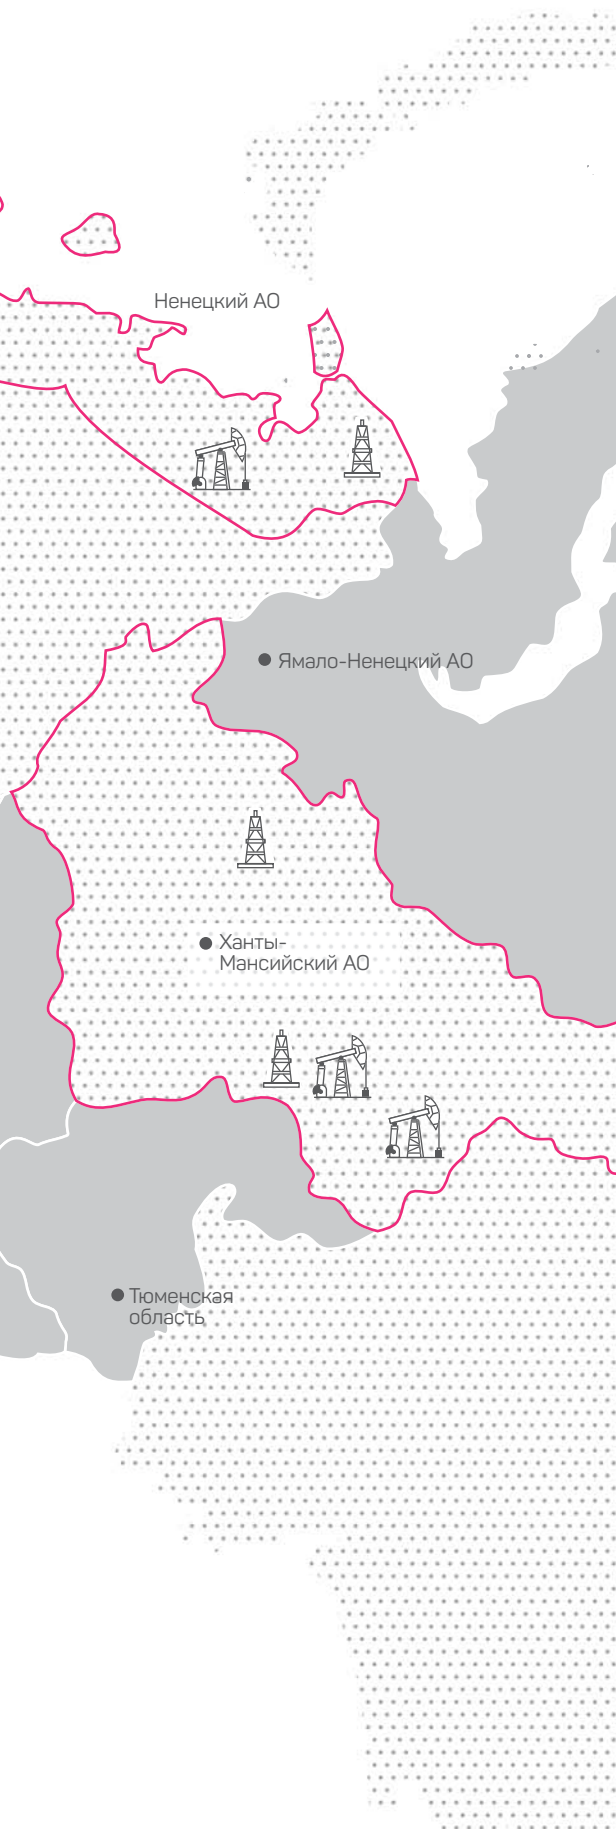 Ненецкий АО
Ямало-Ненецкий АО
Ханты-
Мансийский АО
Тюменская
область